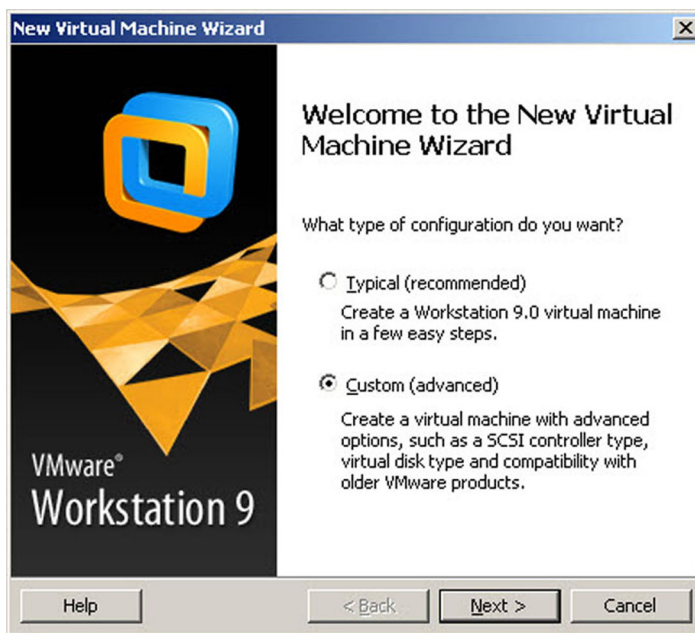 New Virtual Machine Wizard
Welcome to the New Virtual
Machine Wizard
What type of configuration do you want?
Typical (recommended)
Create a Workstation 9.0 virtual machine
in a few easy steps.
Custom (advanced)
Create a virtual machine with advanced
options, such as a SCSI controller type,
virtual disk type and compatibility with
older VMware products.
VMware®
Workstation 9
Help
< Back
Next >
Cancel